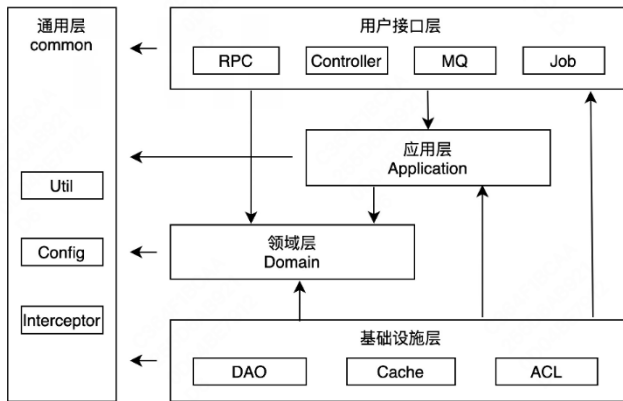 通用层
common
Util
Config
Interceptor
用户接口层
RPC
Controller
MQ
Job
应用层
Application
领域层
Domain
基础设施层
DAO
Cache
ACL